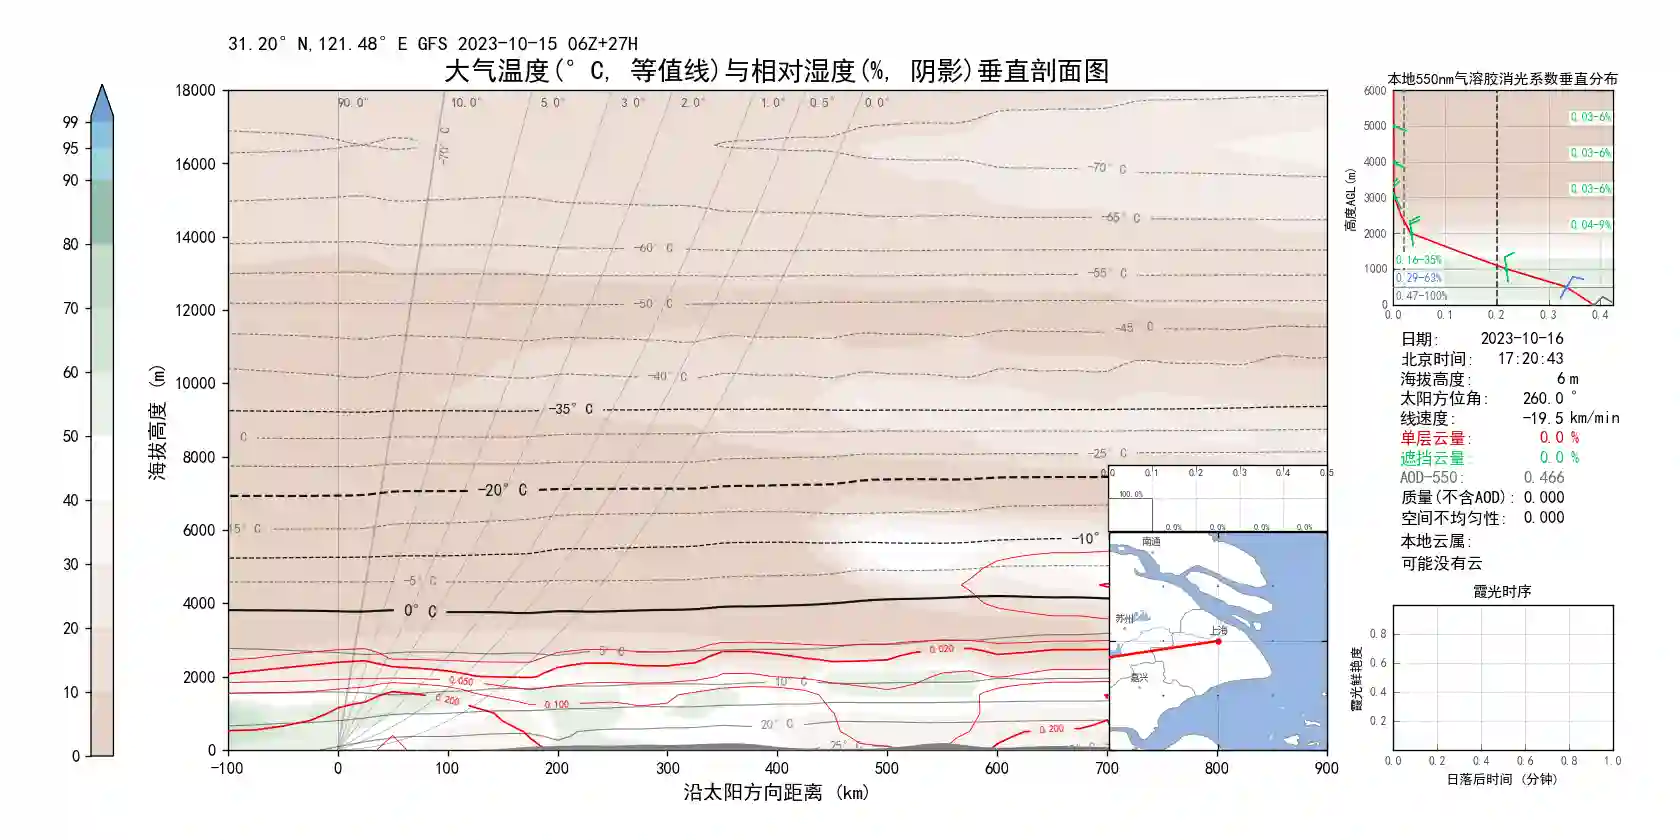 31.20° N,121.48° E GFS 2023-10-15 06Z+27H
大气温度(° C, 等值线)与相对湿度(%, 阴影)垂直剖面图
99
95
90
80
70
60
50
40
30
20
10
0
海拔高度 (m)
18000
16000
14000
12000
10000
8000
6000
4000
2000
0
90.0° 10.0° 5.0° 3.0° 2.0° 1.0° 0.5° 0.0°
-70° C
-70° C
-65° C
-60° C
-55° C
-50° C
-45° C
-40° C
-35° C
C
-25° C
-20° C
15° C
-10°
-5° C
0° C
5° C
0.020
0.050
10° C
0.200
0.100
20° C
0.200
25° C
-100 0 100 200 300 400 500 600 700 800 900
沿太阳方向距离 (km)
0.0 0.1 0.2 0.3 0.4 0.5
100.0%
0.0% 0.0% 0.0% 0.0%
南通
苏州
上海
嘉兴
本地550nm气溶胶消光系数垂直分布
高度AGL(m)
6000
5000
4000
3000
2000
1000
0
0.03-6%
0.03-6%
0.03-6%
0.04-9%
0.16-35%
0.29-63%
0.47-100%
0.0 0.1 0.2 0.3 0.4
日期: 2023-10-16
北京时间: 17:20:43
海拔高度: 6 m
太阳方位角: 260.0 °
线速度: -19.5 km/min
单层云量: 0.0 %
遮挡云量: 0.0 %
AOD-550: 0.466
质量(不含AOD): 0.000
空间不均匀性: 0.000
本地云属:
可能没有云
霞光时序
霞光鲜艳度
0.8
0.6
0.4
0.2
0.0 0.2 0.4 0.6 0.8 1.0
日落后时间 (分钟)